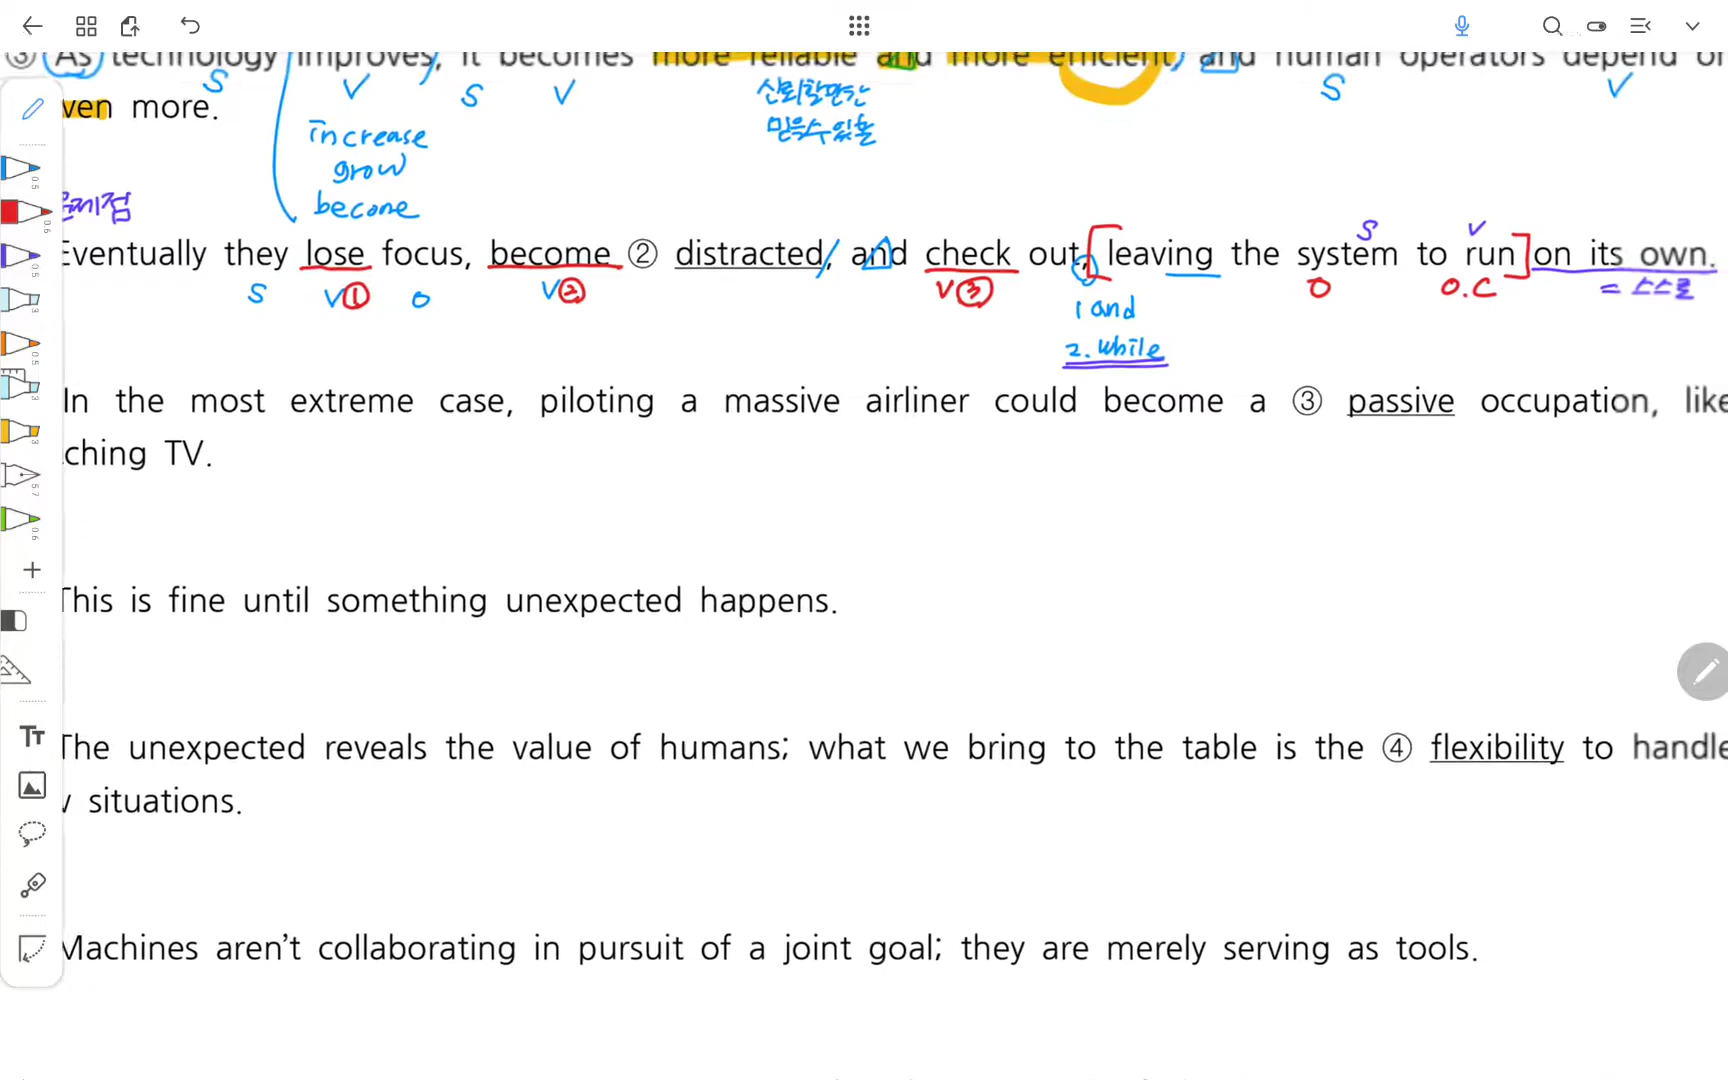 ③ As technology improves, it becomes more reliable and more efficient, and human operators depend on
S V S V 신뢰할만한 S V
ven more.
믿을수있는
increase
grow
become
문제점
S V
Eventually they lose focus, become ② distracted, and check out, leaving the system to run on its own.
S V① O V② V③ O O.C = 스스로
1 and
2. while
In the most extreme case, piloting a massive airliner could become a ③ passive occupation, like
ching TV.
This is fine until something unexpected happens.
The unexpected reveals the value of humans; what we bring to the table is the ④ flexibility to handle
situations.
Machines aren't collaborating in pursuit of a joint goal; they are merely serving as tools.